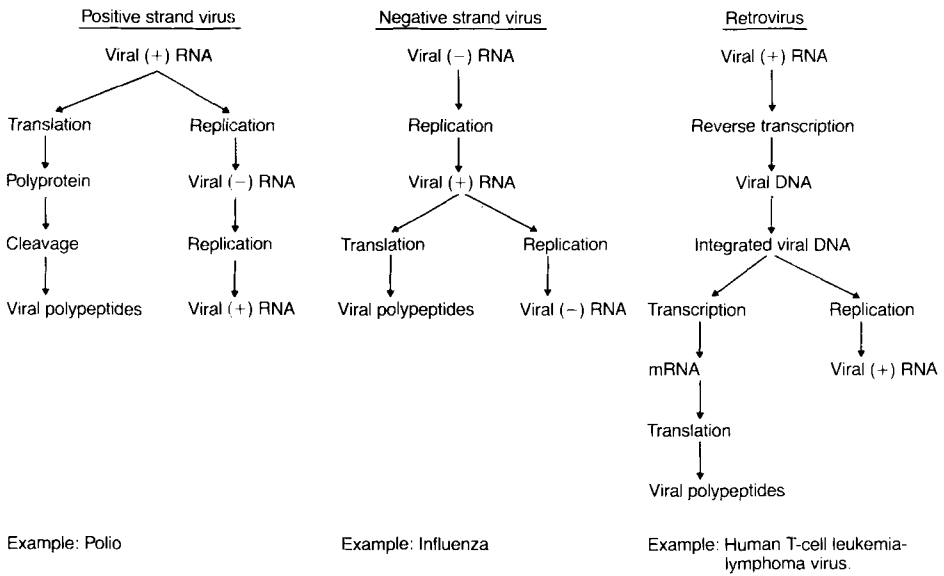 Positive strand virus
Viral (+) RNA
Translation
Replication
Polyprotein
Viral (−) RNA
Cleavage
Replication
Viral polypeptides
Viral (+) RNA
Example: Polio
Negative strand virus
Viral (−) RNA
Replication
Viral (+) RNA
Translation
Replication
Viral polypeptides
Viral (−) RNA
Example: Influenza
Retrovirus
Viral (+) RNA
Reverse transcription
Viral DNA
Integrated viral DNA
Transcription
Replication
mRNA
Viral (+) RNA
Translation
Viral polypeptides
Example: Human T-cell leukemia-
lymphoma virus.